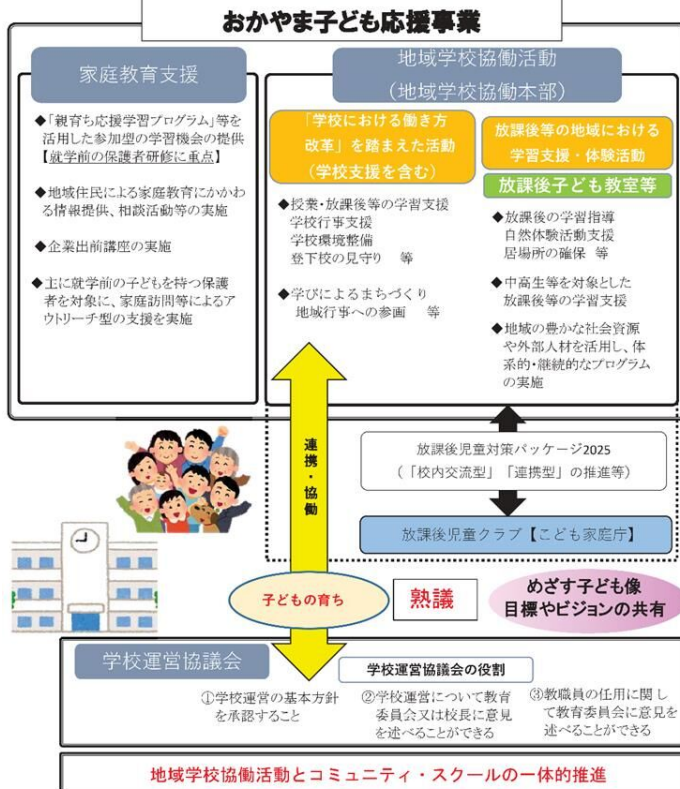 おかやま子ども応援事業
家庭教育支援
◆「親育ち応援学習プログラム」等を
活用した参加型の学習機会の提供
【就学前の保護者研修に重点】
◆地域住民による家庭教育にかかわ
る情報提供、相談活動等の実施
◆企業出前講座の実施
◆主に就学前の子どもを持つ保護
者を対象に、家庭訪問等によるア
ウトリーチ型の支援を実施
地域学校協働活動
(地域学校協働本部)
「学校における働き方
改革」を踏まえた活動
(学校支援を含む)
◆授業・放課後等の学習支援
学校行事支援
学校環境整備
登下校の見守り 等
◆学びによるまちづくり
地域行事への参画 等
放課後等の地域における
学習支援・体験活動
放課後子ども教室等
◆放課後の学習指導
自然体験活動支援
居場所の確保 等
◆中高生等を対象とした
放課後等の学習支援
◆地域の豊かな社会資源
や外部人材を活用し、体
系的・継続的なプログラム
の実施
連携・協働
放課後児童対策パッケージ2025
(「校内交流型」「連携型」の推進等)
放課後児童クラブ【こども家庭庁】
子どもの育ち
熟議
めざす子ども像
目標やビジョンの共有
学校運営協議会
学校運営協議会の役割
①学校運営の基本方針
を承認すること
②学校運営について教育
委員会又は校長に意見
を述べることができる
③教職員の任用に関し
て教育委員会に意見を
述べることができる
地域学校協働活動とコミュニティ・スクールの一体的推進